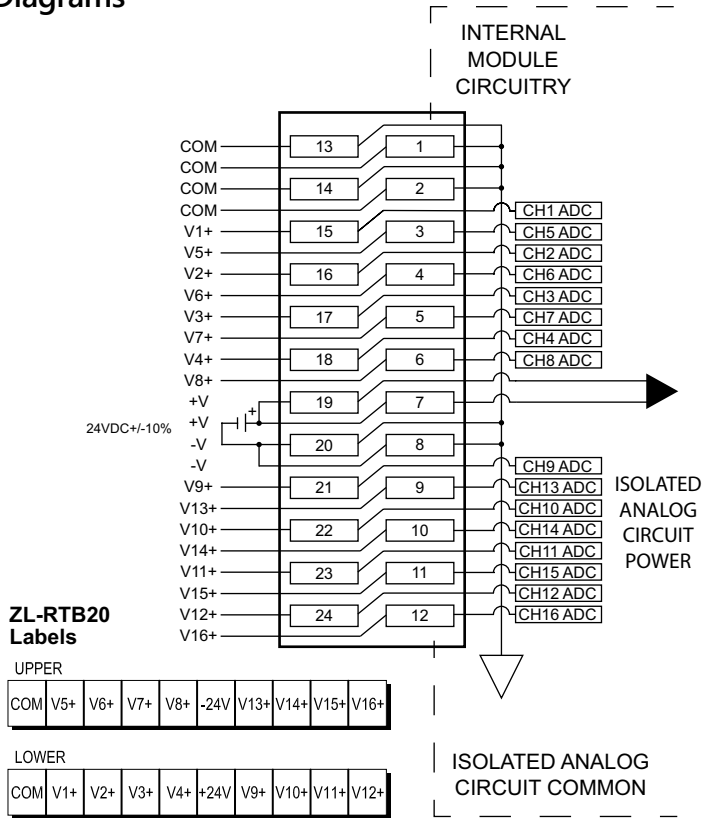 Diagrams
INTERNAL
MODULE
CIRCUITRY
COM
13
1
COM
COM
14
2
COM
CH1 ADC
V1+
15
3
CH5 ADC
V5+
CH2 ADC
V2+
16
4
CH6 ADC
V6+
CH3 ADC
V3+
17
5
CH7 ADC
V7+
CH4 ADC
V4+
18
6
CH8 ADC
V8+
+V
19
7
+
24VDC+/-10%
+V
-V
20
8
-V
CH9 ADC
V9+
21
9
CH13 ADC
V13+
CH10 ADC
V10+
22
10
CH14 ADC
V14+
CH11 ADC
V11+
23
11
CH15 ADC
V15+
CH12 ADC
V12+
24
12
CH16 ADC
V16+
ISOLATED
ANALOG
CIRCUIT
POWER
ZL-RTB20
Labels
UPPER
COM V5+ V6+ V7+ V8+ -24V V13+ V14+ V15+ V16+
LOWER
COM V1+ V2+ V3+ V4+ +24V V9+ V10+ V11+ V12+
ISOLATED ANALOG
CIRCUIT COMMON